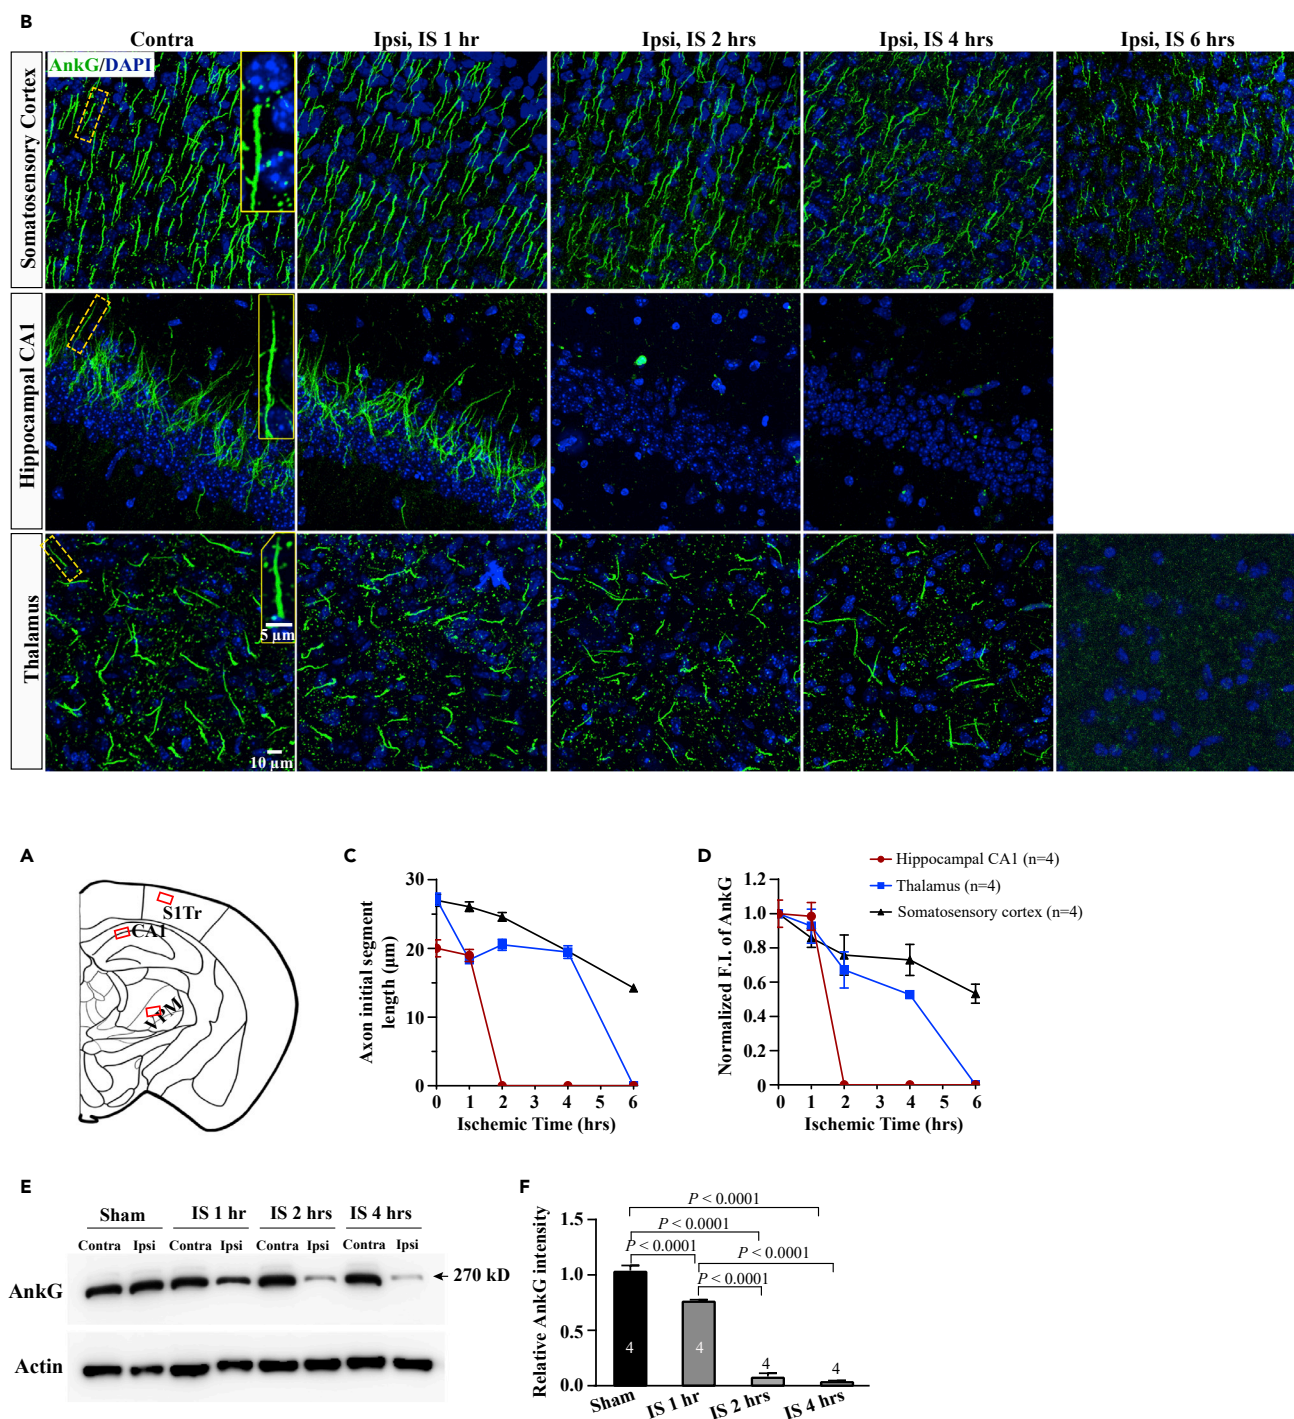 B
Contra
Ipsi, IS 1 hr
Ipsi, IS 2 hrs
Ipsi, IS 4 hrs
Ipsi, IS 6 hrs
AnkG/DAPI
Somatosensory Cortex
Hippocampal CA1
Thalamus
5 µm
10 µm
A
S1Tr
CA1
VPM
C
Axon initial segment
length (µm)
30
20
10
0
0 1 2 3 4 5 6
Ischemic Time (hrs)
D
Hippocampal CA1 (n=4)
Thalamus (n=4)
Somatosensory cortex (n=4)
Normalized F.I. of AnkG
1.2
1.0
0.8
0.6
0.4
0.2
0
0 1 2 3 4 5 6
Ischemic Time (hrs)
E
Sham IS 1 hr IS 2 hrs IS 4 hrs
Contra Ipsi Contra Ipsi Contra Ipsi Contra Ipsi
AnkG
270 kD
Actin
F
Relative AnkG intensity
1.5
1.0
0.5
0.0
P < 0.0001
P < 0.0001
P < 0.0001
P < 0.0001
P < 0.0001
4
4
4
4
Sham
IS 1 hr
IS 2 hrs
IS 4 hrs